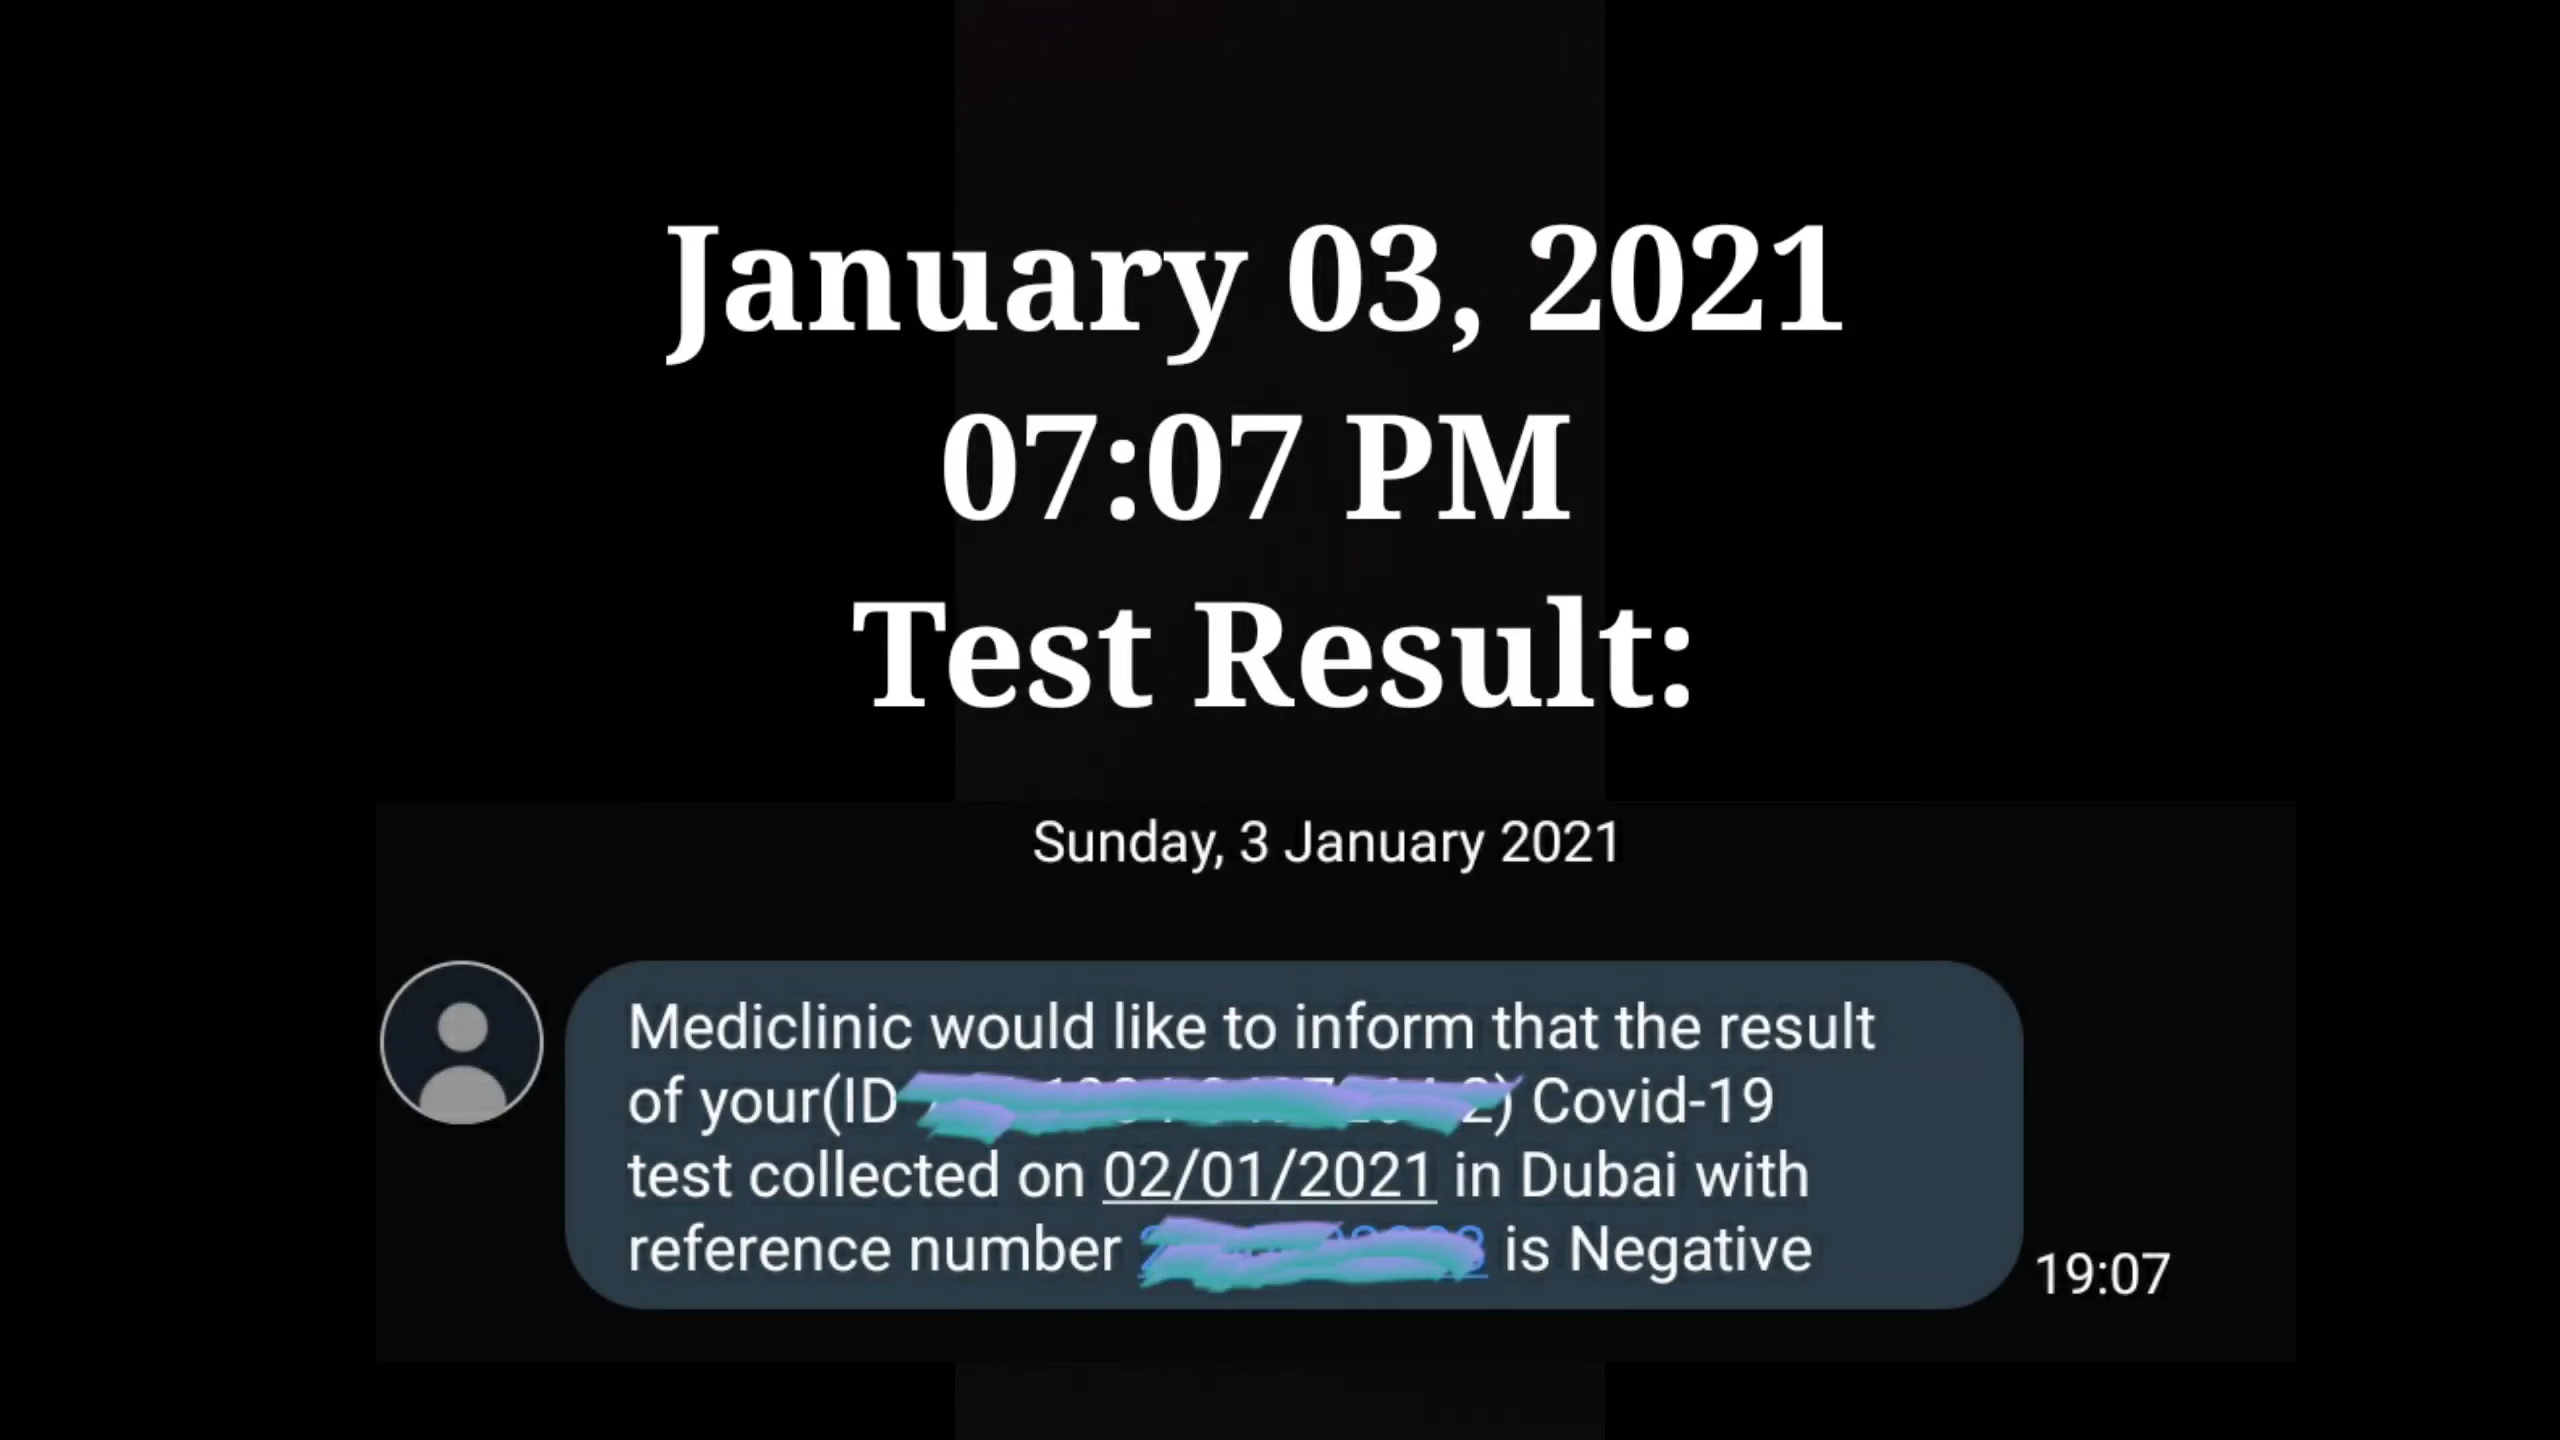 January 03, 2021
07:07 PM
Test Result:
Sunday, 3 January 2021
Mediclinic would like to inform that the result
of your(ID Covid-19
test collected on 02/01/2021 in Dubai with
reference number is Negative
19:07